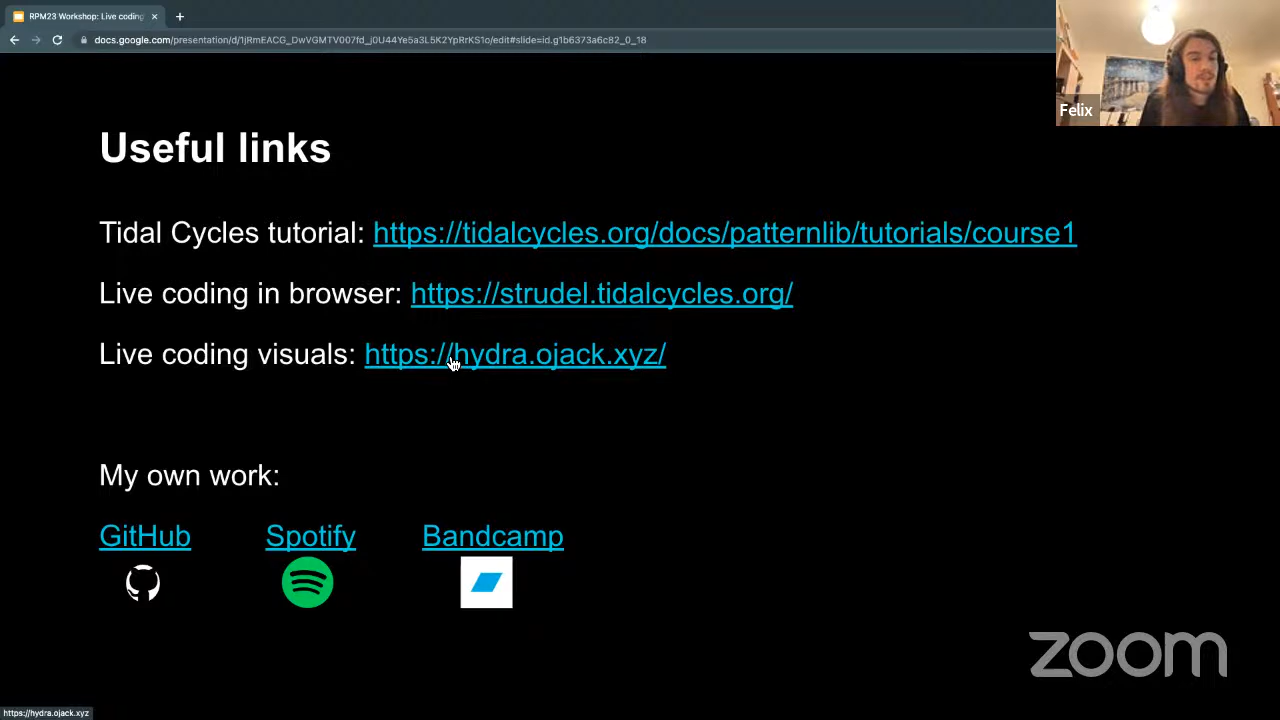 RPM23 Workshop: Live coding
docs.google.com/presentation/d/1jRmEACG_DwVGMTV007fd_j0U44Ye5a3L5K2YpRrKS1o/edit#slide=id.g1b6373a6c82_0_18
Felix
Useful links
Tidal Cycles tutorial: https://tidalcycles.org/docs/patternlib/tutorials/course1
Live coding in browser: https://strudel.tidalcycles.org/
Live coding visuals: https://hydra.ojack.xyz/
My own work:
GitHub Spotify Bandcamp
zoom
https://hydra.ojack.xyz